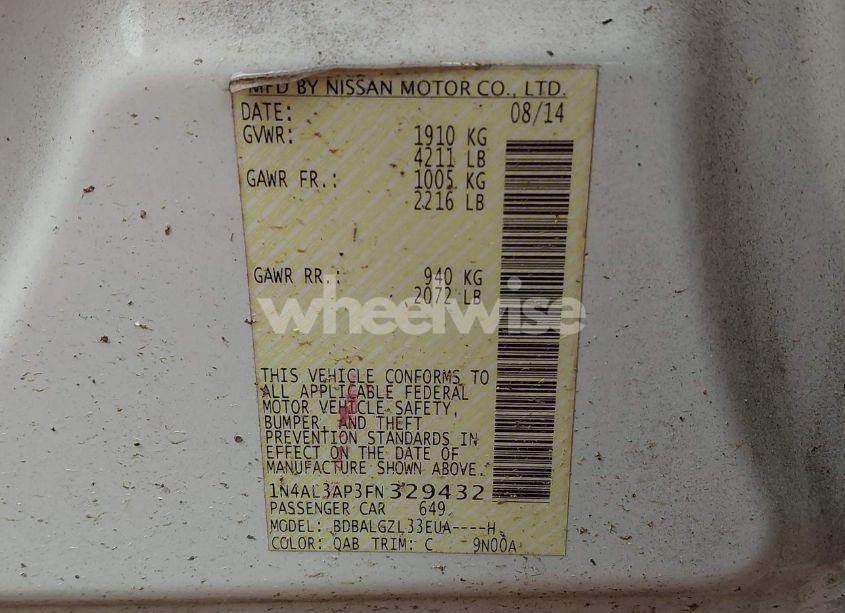 MFD BY NISSAN MOTOR CO., LTD.
DATE: 08/14
GVWR: 1910 KG
4211 LB
GAWR FR.: 1005 KG
2216 LB
GAWR RR.: 940 KG
2072 LB
wheelwise
THIS VEHICLE CONFORMS TO
ALL APPLICABLE FEDERAL
MOTOR VEHICLE SAFETY,
BUMPER, AND THEFT
PREVENTION STANDARDS IN
EFFECT ON THE DATE OF
MANUFACTURE SHOWN ABOVE.
1N4AL3AP3FN329432
PASSENGER CAR 649
MODEL: BDBALGZL33EUA----H
COLOR: QAB TRIM: C 9N00A